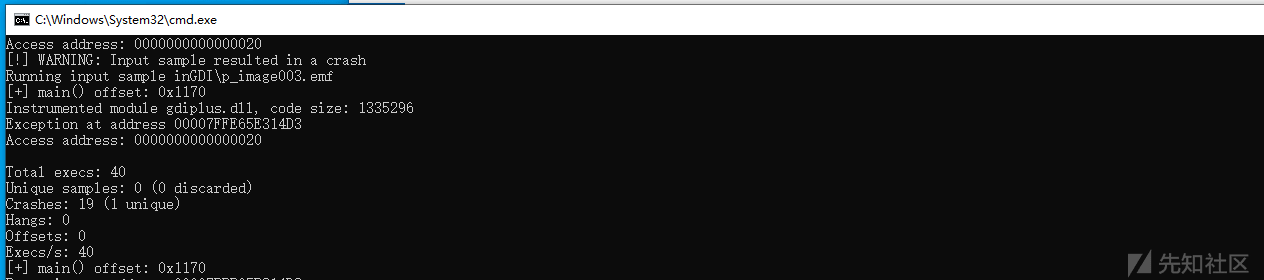 C:\Windows\System32\cmd.exe
Access address: 0000000000000020
[!] WARNING: Input sample resulted in a crash
Running input sample inGDI\p_image003.emf
[+] main() offset: 0x1170
Instrumented module gdiplus.dll, code size: 1335296
Exception at address 00007FFE65E314D3
Access address: 0000000000000020
Total execs: 40
Unique samples: 0 (0 discarded)
Crashes: 19 (1 unique)
Hangs: 0
Offsets: 0
Execs/s: 40
[+] main() offset: 0x1170
先知社区